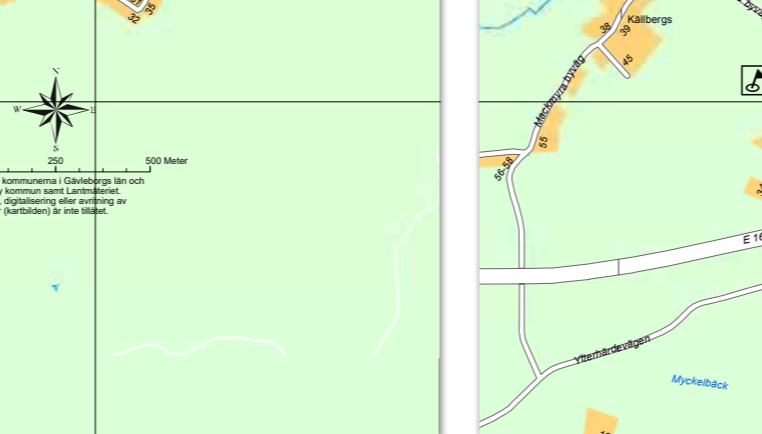 32
35
N
W
E
S
250
500 Meter
kommunerna i Gävleborgs län och
kommun samt Lantmäteriet.
digitalisering eller avritning av
(kartbilden) är inte tillåtet.
Källbergs
38
39
45
Mackmyra byväg
55
56-58
E 16
Ytterhärdevägen
Myckelbäck